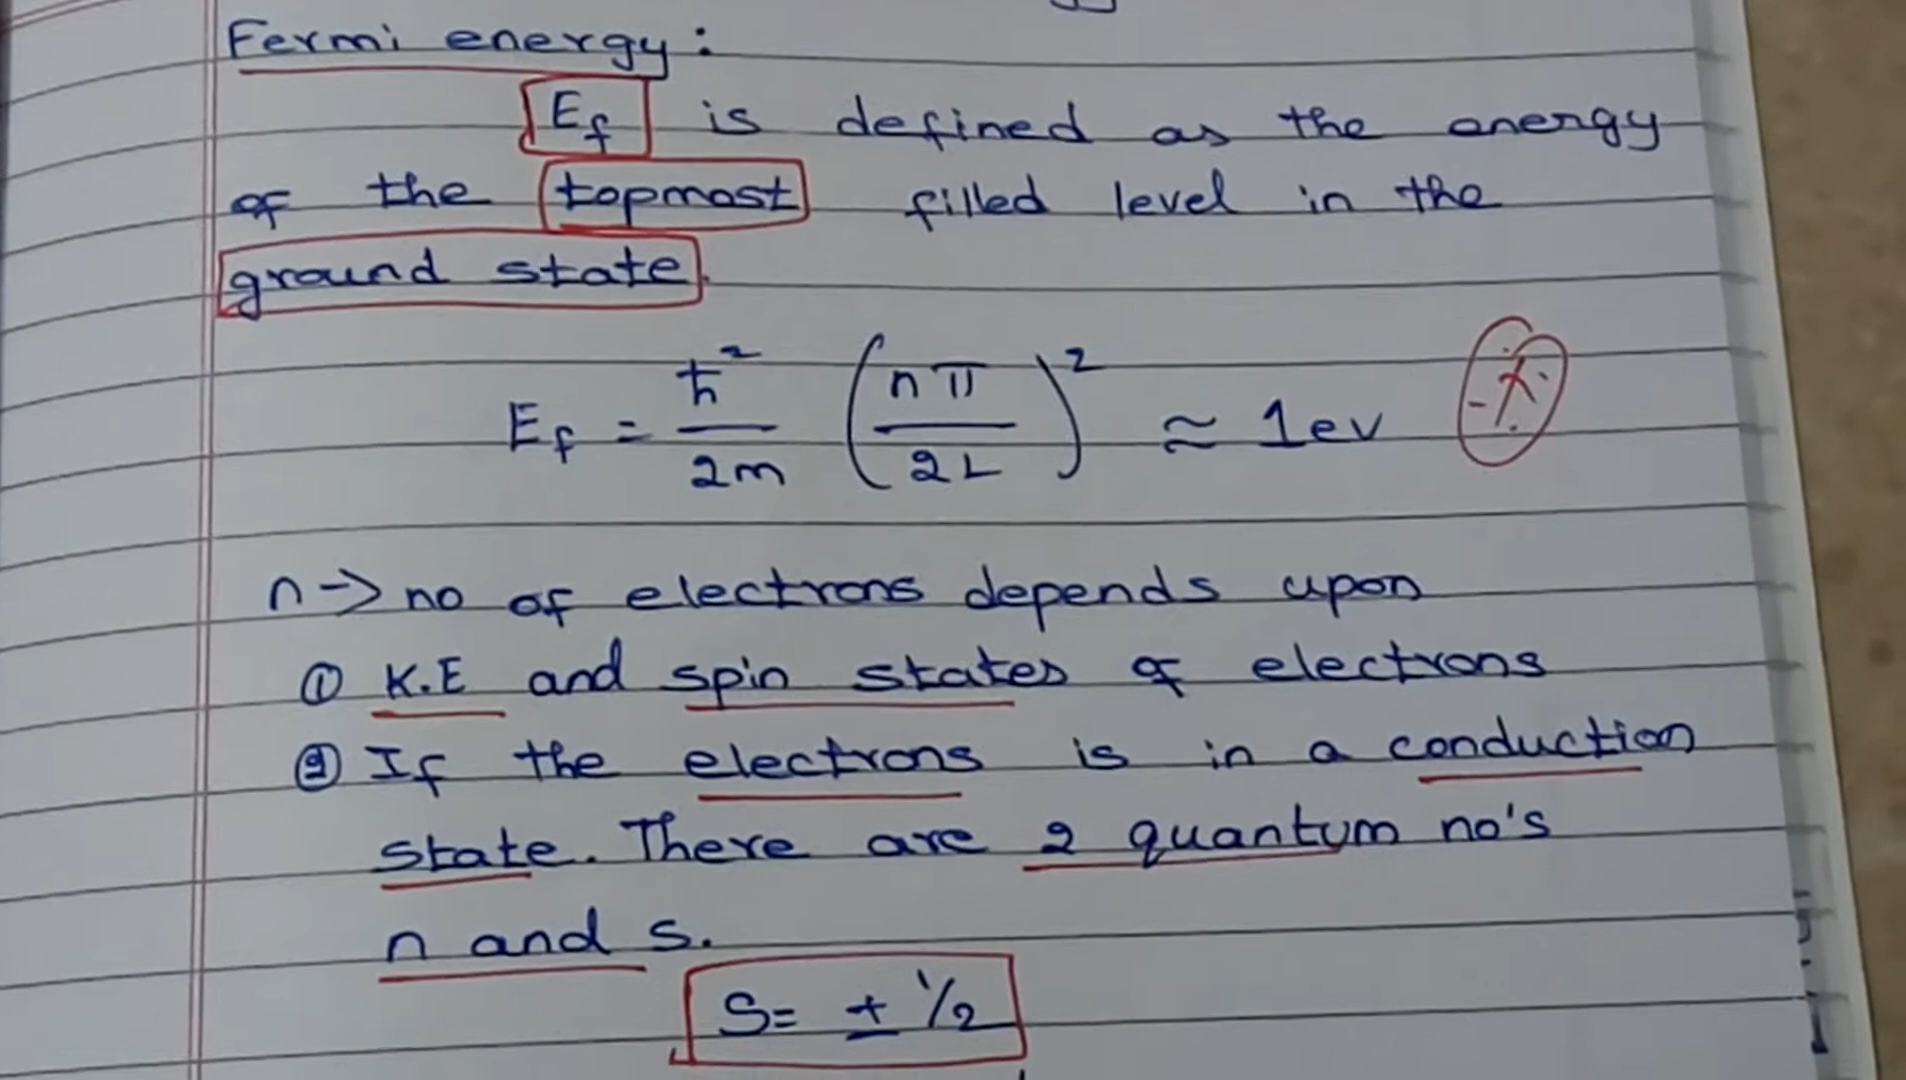 Fermi energy:
Ef is defined as the energy
of the topmost filled level in the
ground state.
Ef = ħ²/2m (nπ/2L)² ≈ 1ev
n → no of electrons depends upon
① K.E and spin states of electrons
② If the electrons is in a conduction
state. There are 2 quantum no's
n and s.
S= ± 1/2